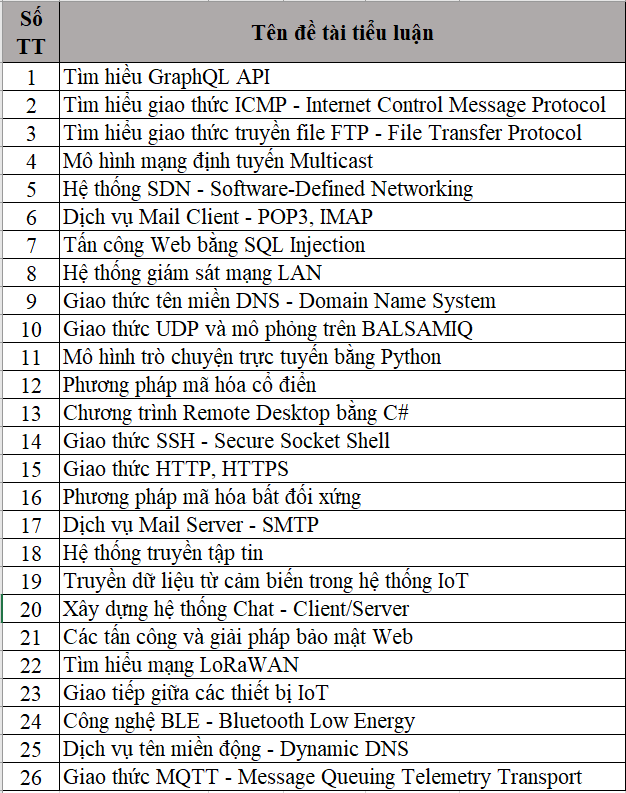 Số
TT
Tên đề tài tiểu luận
1 Tìm hiểu GraphQL API
2 Tìm hiểu giao thức ICMP - Internet Control Message Protocol
3 Tìm hiểu giao thức truyền file FTP - File Transfer Protocol
4 Mô hình mạng định tuyến Multicast
5 Hệ thống SDN - Software-Defined Networking
6 Dịch vụ Mail Client - POP3, IMAP
7 Tấn công Web bằng SQL Injection
8 Hệ thống giám sát mạng LAN
9 Giao thức tên miền DNS - Domain Name System
10 Giao thức UDP và mô phỏng trên BALSAMIQ
11 Mô hình trò chuyện trực tuyến bằng Python
12 Phương pháp mã hóa cổ điển
13 Chương trình Remote Desktop bằng C#
14 Giao thức SSH - Secure Socket Shell
15 Giao thức HTTP, HTTPS
16 Phương pháp mã hóa bất đối xứng
17 Dịch vụ Mail Server - SMTP
18 Hệ thống truyền tập tin
19 Truyền dữ liệu từ cảm biến trong hệ thống IoT
20 Xây dựng hệ thống Chat - Client/Server
21 Các tấn công và giải pháp bảo mật Web
22 Tìm hiểu mạng LoRaWAN
23 Giao tiếp giữa các thiết bị IoT
24 Công nghệ BLE - Bluetooth Low Energy
25 Dịch vụ tên miền động - Dynamic DNS
26 Giao thức MQTT - Message Queuing Telemetry Transport